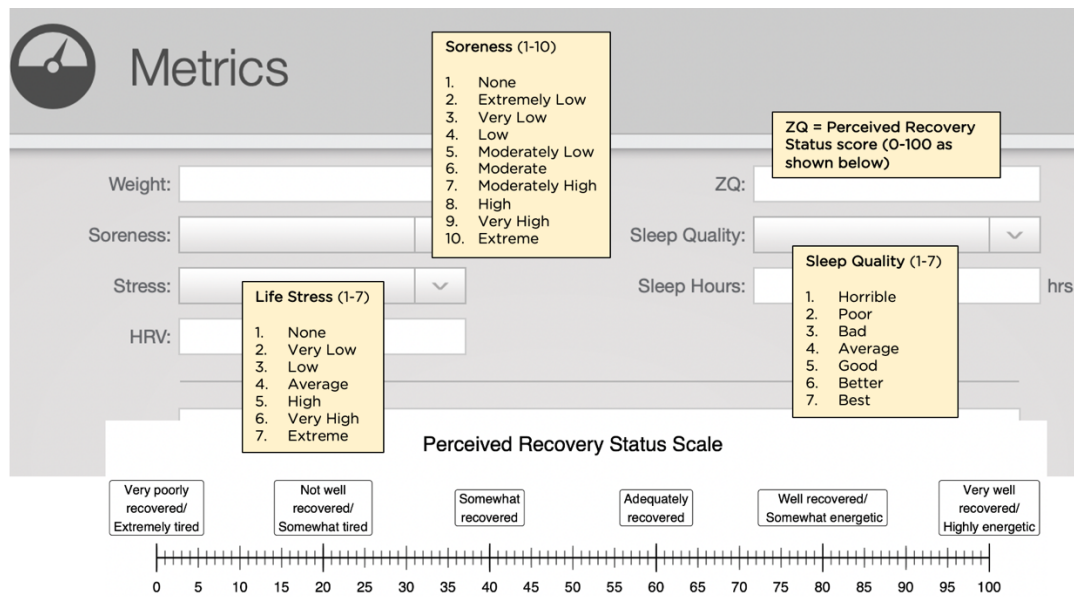 Metrics
Soreness (1-10)
1. None
2. Extremely Low
3. Very Low
4. Low
5. Moderately Low
6. Moderate
7. Moderately High
8. High
9. Very High
10. Extreme
ZQ = Perceived Recovery
Status score (0-100 as
shown below)
Weight:
ZQ:
Soreness:
Sleep Quality:
Stress:
Sleep Hours:
hrs
HRV:
Life Stress (1-7)
1. None
2. Very Low
3. Low
4. Average
5. High
6. Very High
7. Extreme
Sleep Quality (1-7)
1. Horrible
2. Poor
3. Bad
4. Average
5. Good
6. Better
7. Best
Perceived Recovery Status Scale
Very poorly
recovered/
Extremely tired
Not well
recovered/
Somewhat tired
Somewhat
recovered
Adequately
recovered
Well recovered/
Somewhat energetic
Very well
recovered/
Highly energetic
0 5 10 15 20 25 30 35 40 45 50 55 60 65 70 75 80 85 90 95 100